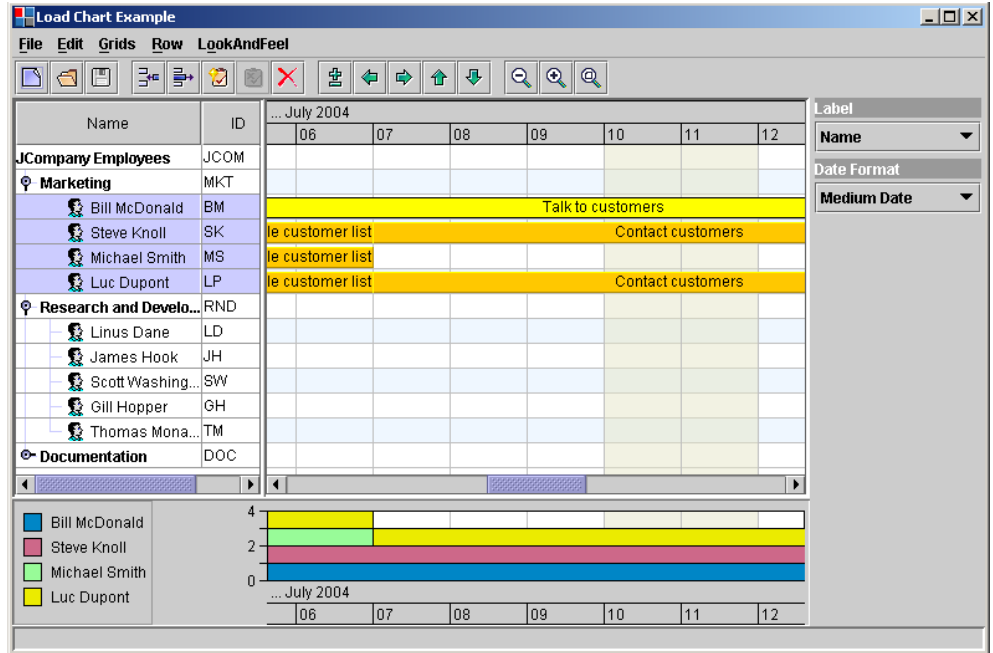 Load Chart Example
File Edit Grids Row LookAndFeel
Name ID
... July 2004
06 07 08 09 10 11 12
JCompany Employees JCOM
Marketing MKT
Bill McDonald BM Talk to customers
Steve Knoll SK le customer list Contact customers
Michael Smith MS le customer list
Luc Dupont LP le customer list Contact customers
Research and Develo... RND
Linus Dane LD
James Hook JH
Scott Washing... SW
Gill Hopper GH
Thomas Mona... TM
Documentation DOC
Label
Name
Date Format
Medium Date
Bill McDonald
Steve Knoll
Michael Smith
Luc Dupont
4
2
0
... July 2004
06 07 08 09 10 11 12